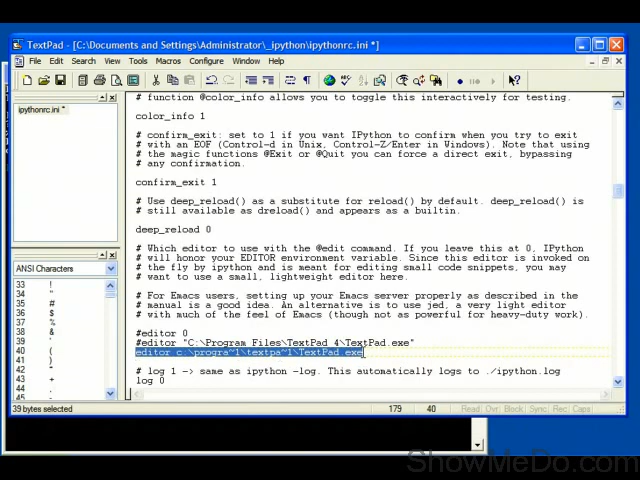 TextPad - [C:\Documents and Settings\Administrator\_ipython\ipythonrc.ini *]
File Edit Search View Tools Macros Configure Window Help
ipythonrc.ini *
# function @color_info allows you to toggle this interactively for testing.
color_info 1
# confirm_exit: set to 1 if you want IPython to confirm when you try to exit
# with an EOF (Control-d in Unix, Control-Z/Enter in Windows). Note that using
# the magic functions @Exit or @Quit you can force a direct exit, bypassing
# any confirmation.
confirm_exit 1
# Use deep_reload() as a substitute for reload() by default. deep_reload() is
# still available as dreload() and appears as a builtin.
deep_reload 0
# Which editor to use with the @edit command. If you leave this at 0, IPython
# will honor your EDITOR environment variable. Since this editor is invoked on
# the fly by ipython and is meant for editing small code snippets, you may
# want to use a small, lightweight editor here.
# For Emacs users, setting up your Emacs server properly as described in the
# manual is a good idea. An alternative is to use jed, a very light editor
# with much of the feel of Emacs (though not as powerful for heavy-duty work).
#editor 0
#editor "C:\Program Files\TextPad 4\TextPad.exe"
editor c:\progra~1\textpa~1\TextPad.exe
# log 1 -> same as ipython -log. This automatically logs to ./ipython.log
log 0
ANSI Characters
33 !
34 "
35 #
36 $
37 %
38 &
39 '
40 (
41 )
42 *
43 +
44 ,
39 bytes selected
179 40 Read Ovr Block Sync Rec Caps
ShowMeDo.com